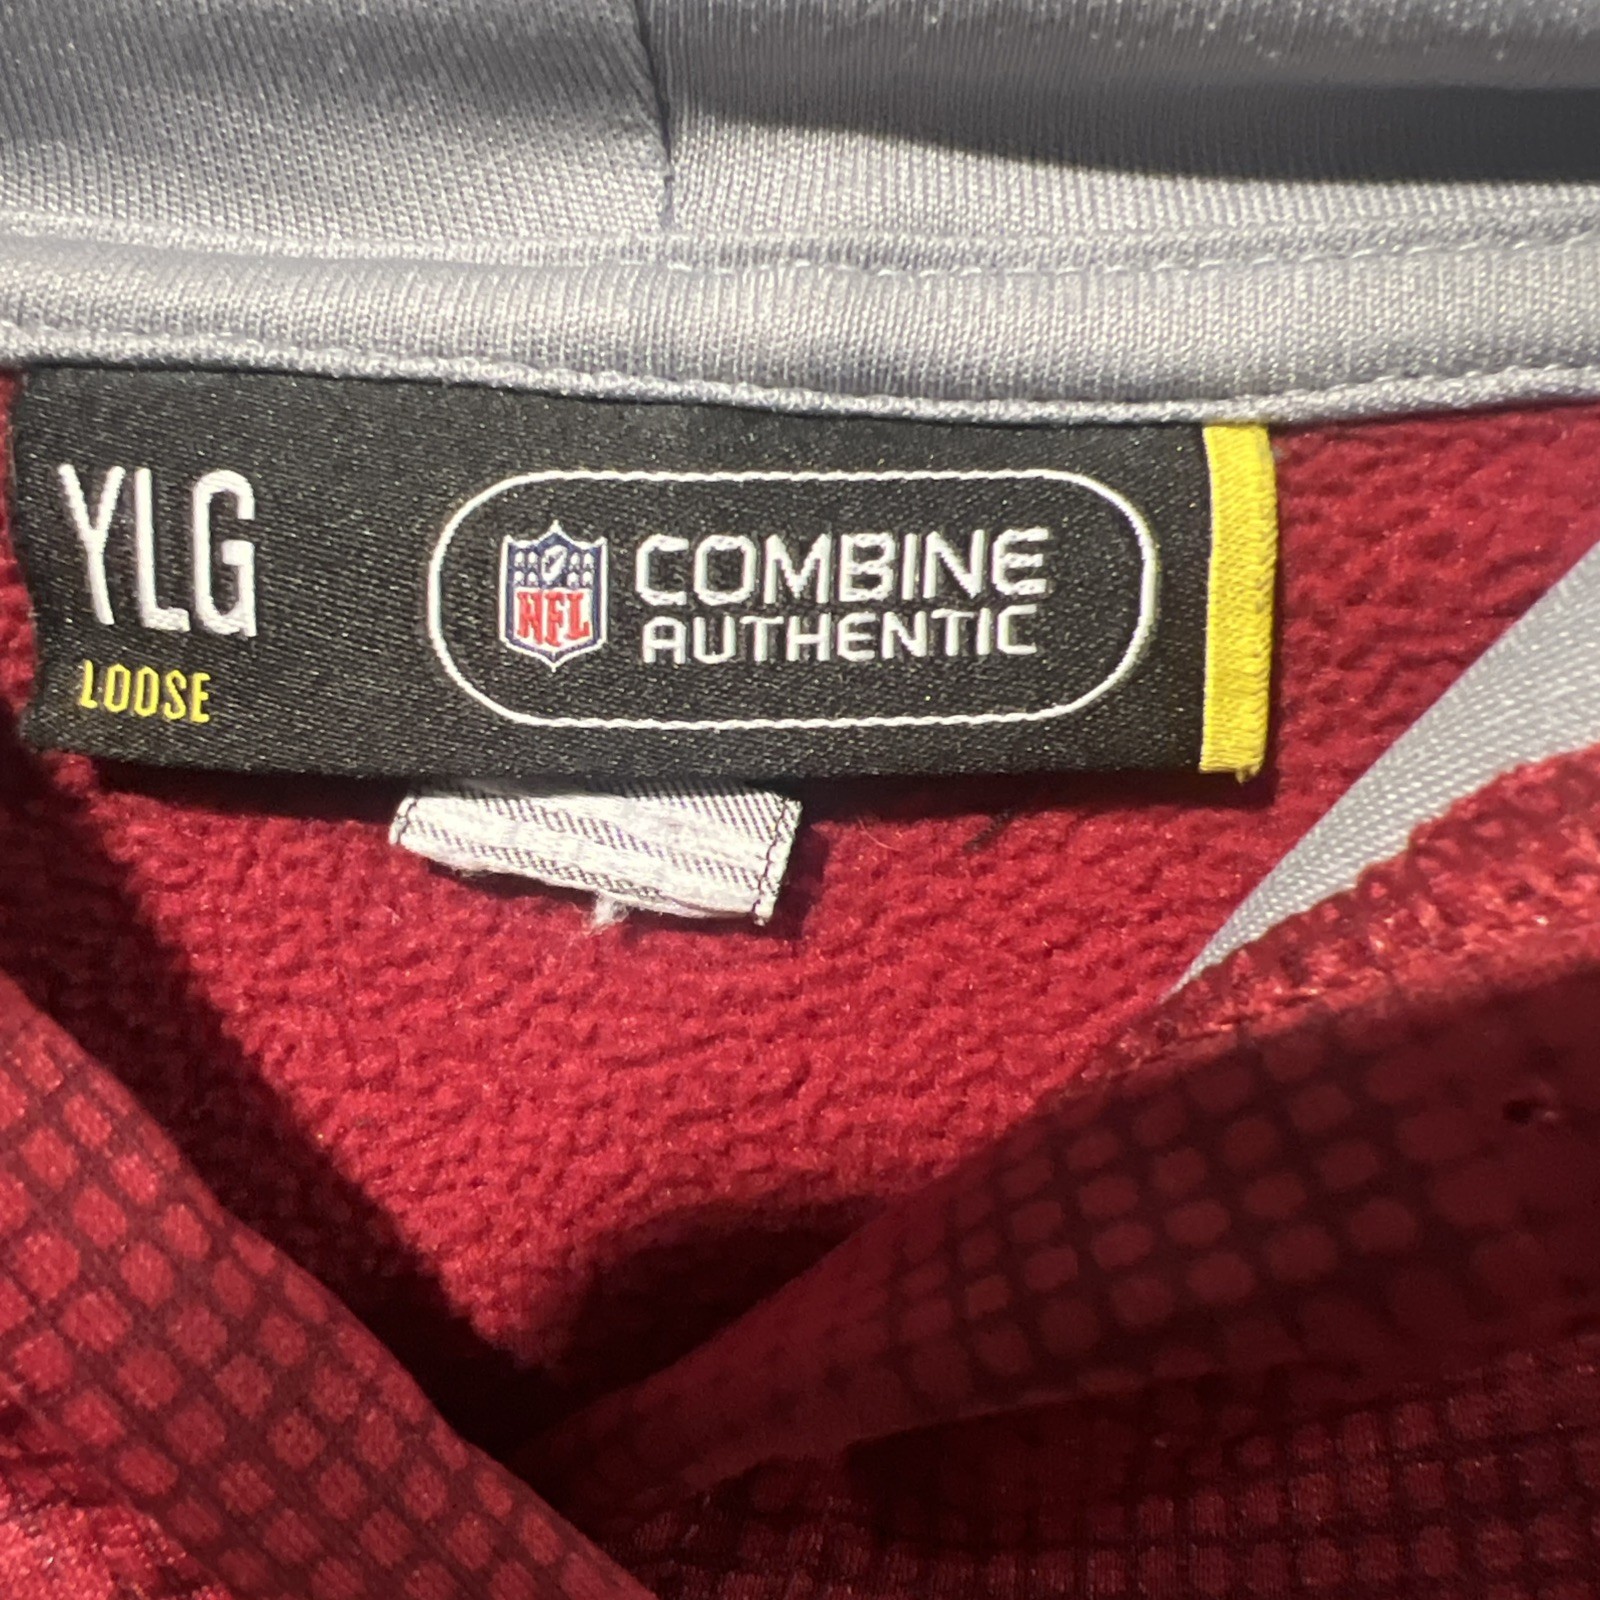 YLG
LOOSE
NFL
COMBINE
AUTHENTIC